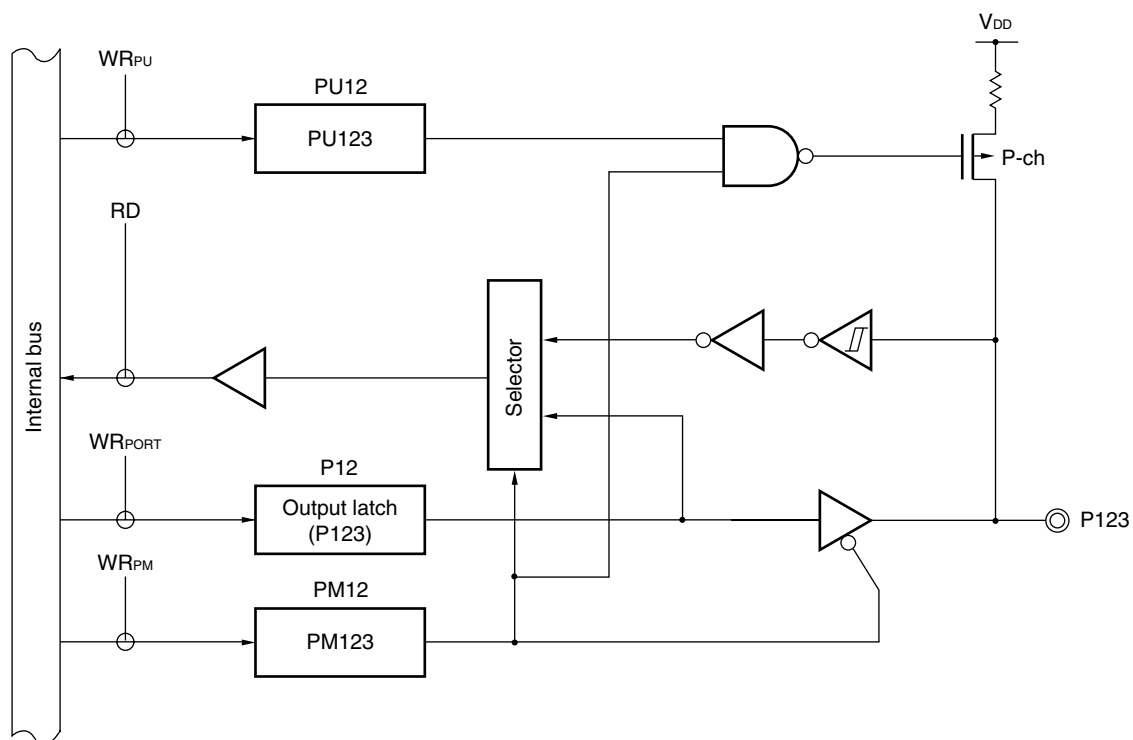 VDD
WRPU
PU12
PU123
P-ch
RD
Internal bus
Selector
WRPORT
P12
Output latch
(P123)
P123
WRPM
PM12
PM123